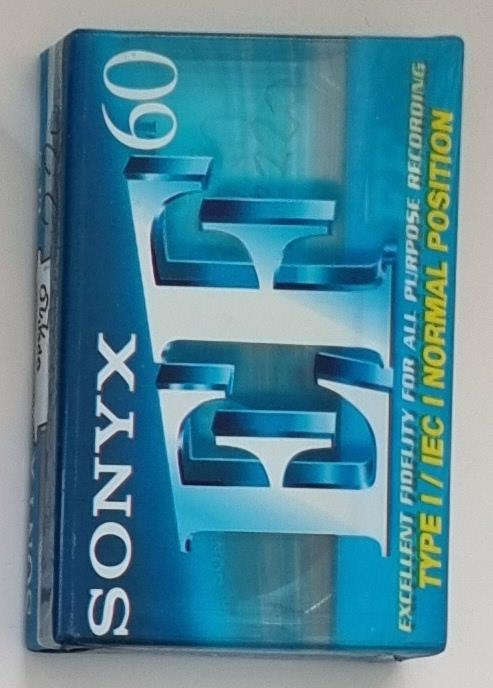 SONYX
EF
60
EXCELLENT FIDELITY FOR ALL PURPOSE RECORDING
TYPE I / IEC I NORMAL POSITION